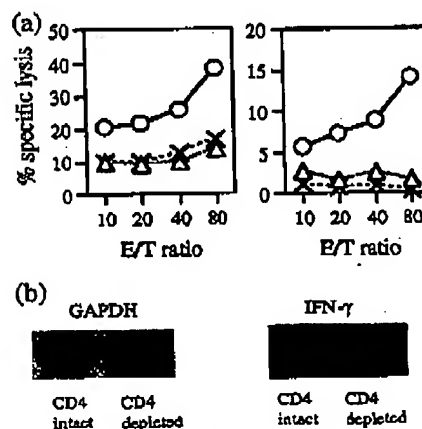 (a)
% specific lysis
50
40
30
20
10
0
10 20 40 80
E/T ratio
20
15
10
5
0
10 20 40 80
E/T ratio
(b)
GAPDH
CD4 intact
CD4 depleted
IFN-γ
CD4 intact
CD4 depleted